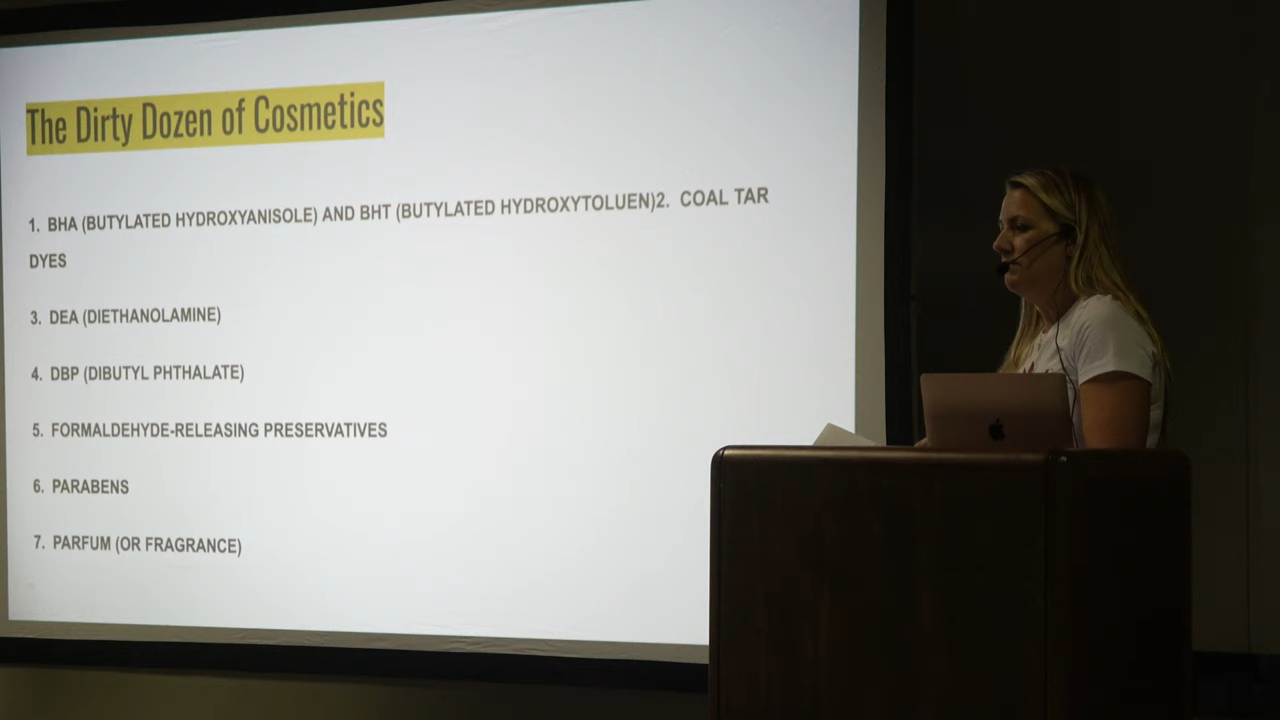 The Dirty Dozen of Cosmetics
1. BHA (BUTYLATED HYDROXYANISOLE) AND BHT (BUTYLATED HYDROXYTOLUEN)2. COAL TAR
DYES
3. DEA (DIETHANOLAMINE)
4. DBP (DIBUTYL PHTHALATE)
5. FORMALDEHYDE-RELEASING PRESERVATIVES
6. PARABENS
7. PARFUM (OR FRAGRANCE)